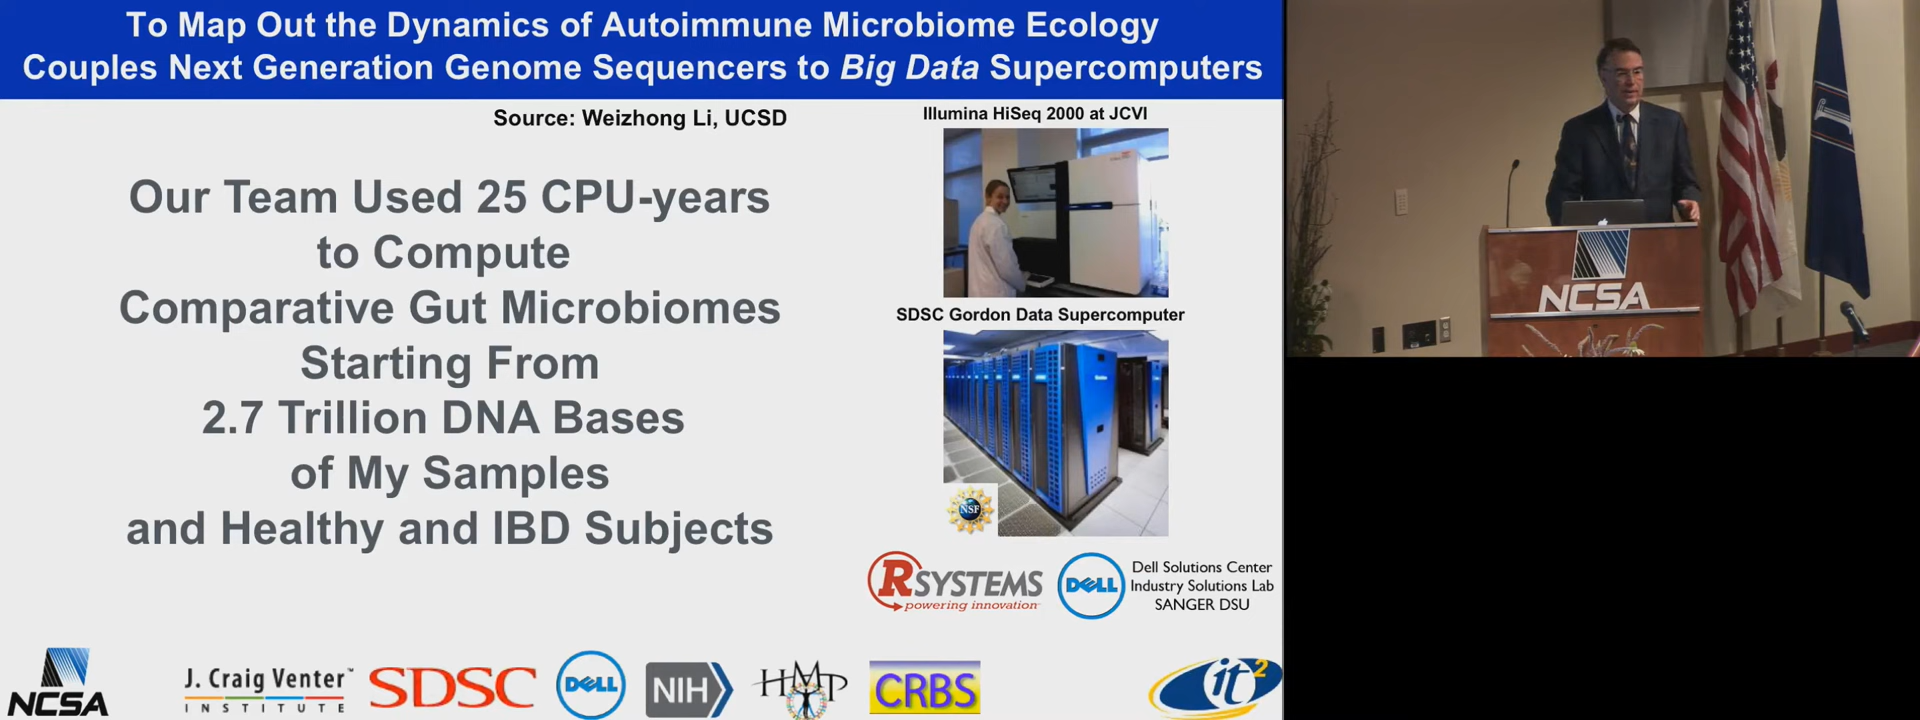 To Map Out the Dynamics of Autoimmune Microbiome Ecology
Couples Next Generation Genome Sequencers to Big Data Supercomputers
Source: Weizhong Li, UCSD
Our Team Used 25 CPU-years
to Compute
Comparative Gut Microbiomes
Starting From
2.7 Trillion DNA Bases
of My Samples
and Healthy and IBD Subjects
Illumina HiSeq 2000 at JCVI
SDSC Gordon Data Supercomputer
NSF
RSYSTEMS
powering innovation
DELL
Dell Solutions Center
Industry Solutions Lab
SANGER DSU
NCSA
J. Craig Venter™
INSTITUTE
SDSC
DELL
NIH
HMP
CRBS
it2
NCSA